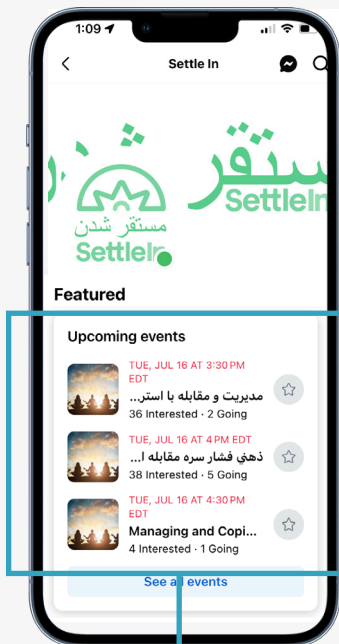 1:09
Settle In
مستقر
SettleIn
مستقر شدن
SettleIn
Featured
Upcoming events
TUE, JUL 16 AT 3:30 PM
EDT
مدیریت و مقابله با استر...
36 Interested · 2 Going
TUE, JUL 16 AT 4 PM EDT
ذهني فشار سره مقابله ا...
38 Interested · 5 Going
TUE, JUL 16 AT 4:30 PM
EDT
Managing and Copi...
4 Interested · 1 Going
See all events